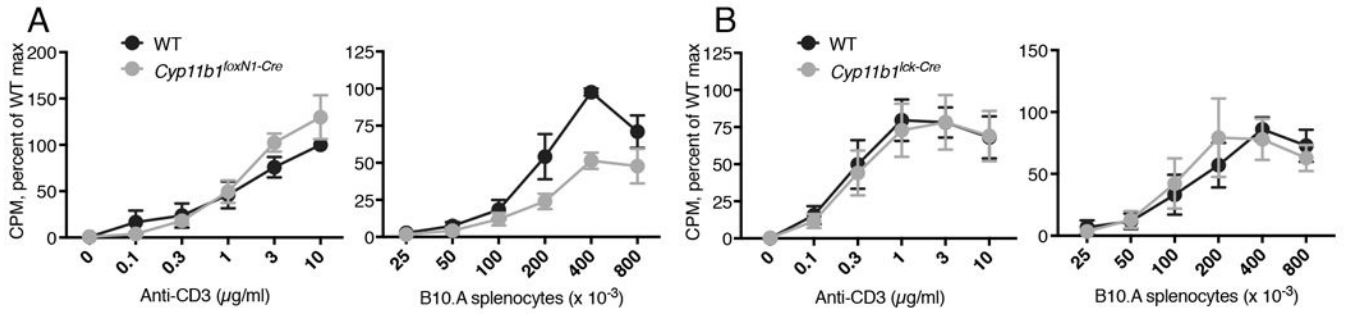 A
WT
Cyp11b1foxN1-Cre
CPM, percent of WT max
200
150
100
50
0
0 0.1 0.3 1 3 10
Anti-CD3 (µg/ml)
125
100
75
50
25
0
25 50 100 200 400 800
B10.A splenocytes (x 10-3)
B
WT
Cyp11b1lck-Cre
CPM, percent of WT max
125
100
75
50
25
0
0 0.1 0.3 1 3 10
Anti-CD3 (µg/ml)
150
100
50
0
25 50 100 200 400 800
B10.A splenocytes (x 10-3)